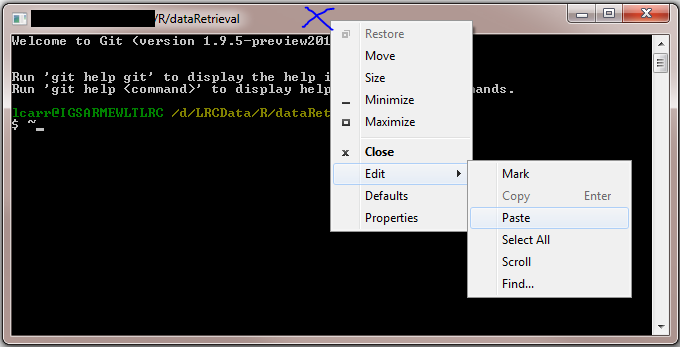 /R/dataRetrieval
Welcome to Git (version 1.9.5-preview201
Run 'git help git' to display the help i
Run 'git help <command>' to display help
mmands.
lcarr@IGSARMEWLTLRC /d/LRCData/R/dataRet
$ ~_
Restore
Move
Size
Minimize
Maximize
Close
Edit
Defaults
Properties
Mark
Copy Enter
Paste
Select All
Scroll
Find...